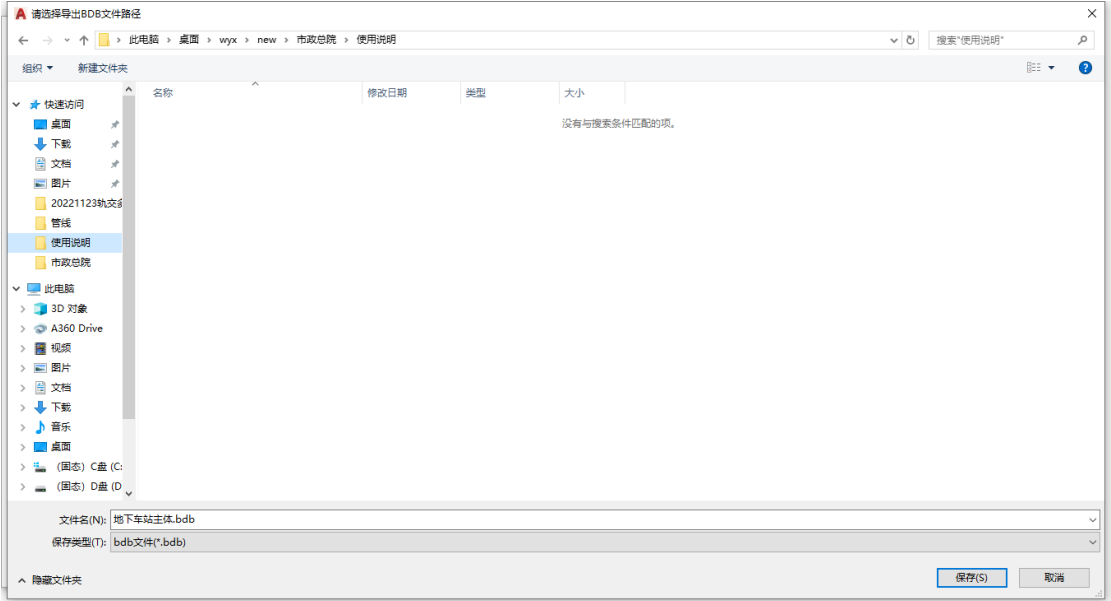 请选择导出BDB文件路径
此电脑 › 桌面 › wyx › new › 市政总院 › 使用说明
搜索"使用说明"
组织 新建文件夹
名称 修改日期 类型 大小
没有与搜索条件匹配的项。
快速访问
桌面
下载
文档
图片
20221123轨交
管线
使用说明
市政总院
此电脑
3D 对象
A360 Drive
视频
图片
文档
下载
音乐
桌面
(固态) C盘 (C:
(固态) D盘 (D
文件名(N): 地下车站主体.bdb
保存类型(T): bdb文件(*.bdb)
隐藏文件夹 保存(S) 取消